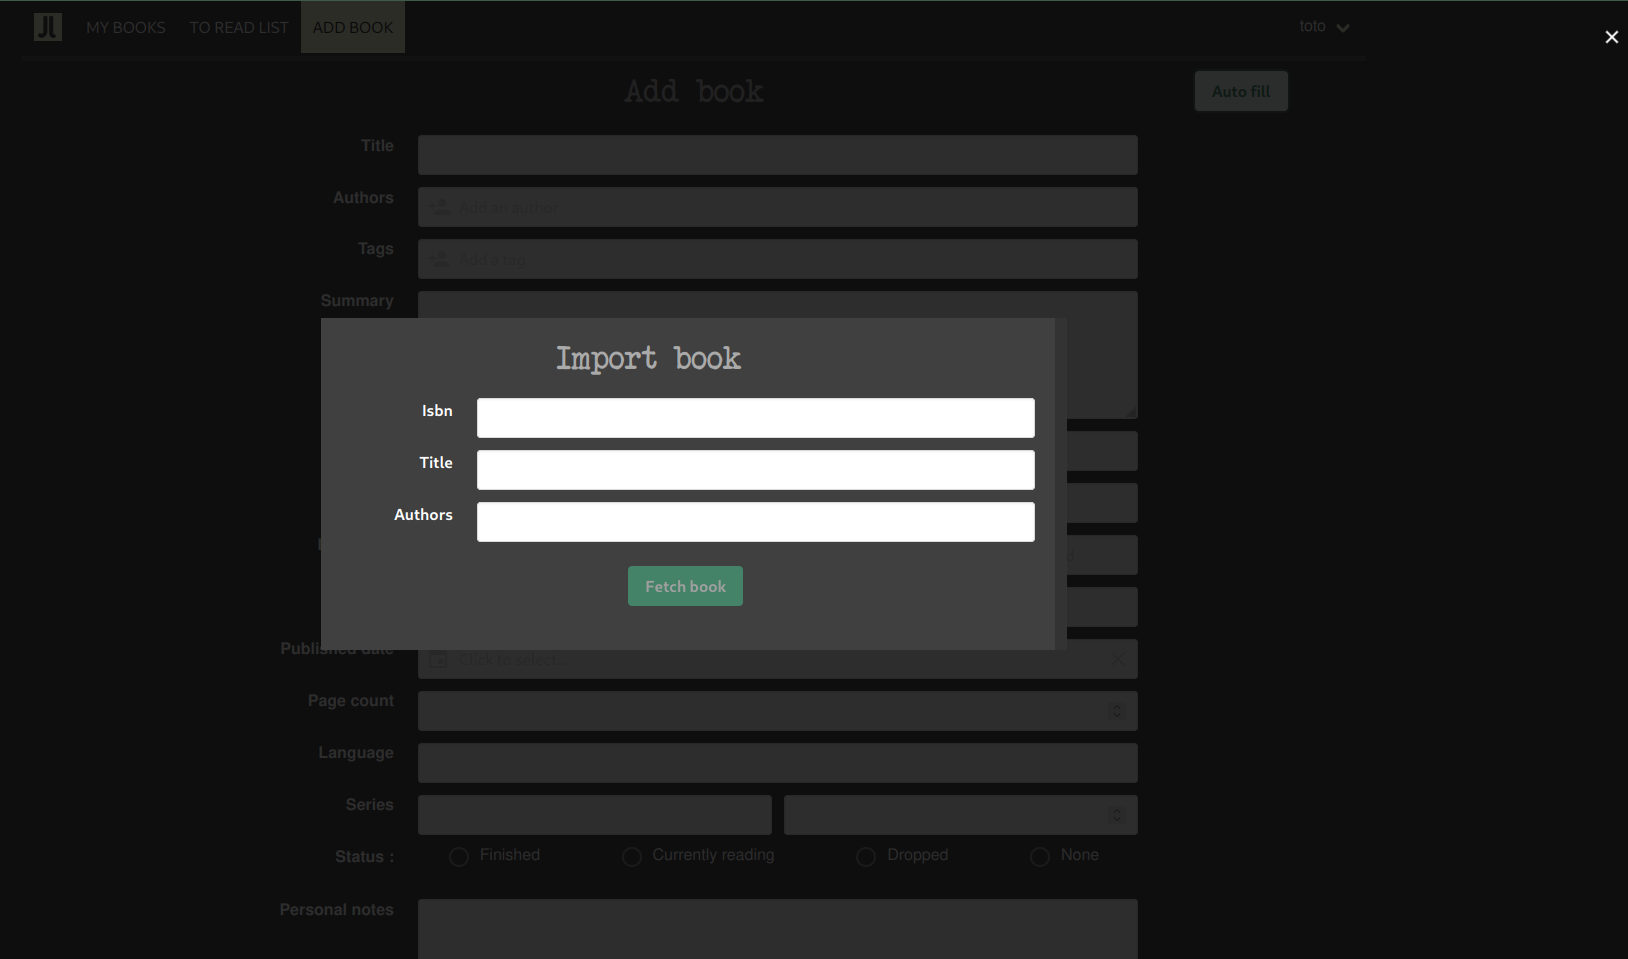 Jl MY BOOKS TO READ LIST ADD BOOK toto
Add book Auto fill
Title
Authors Add an author
Tags Add a tag
Summary
Import book
Isbn
Title
Authors
Fetch book
Published date Click to select...
Page count
Language
Series
Status : Finished Currently reading Dropped None
Personal notes